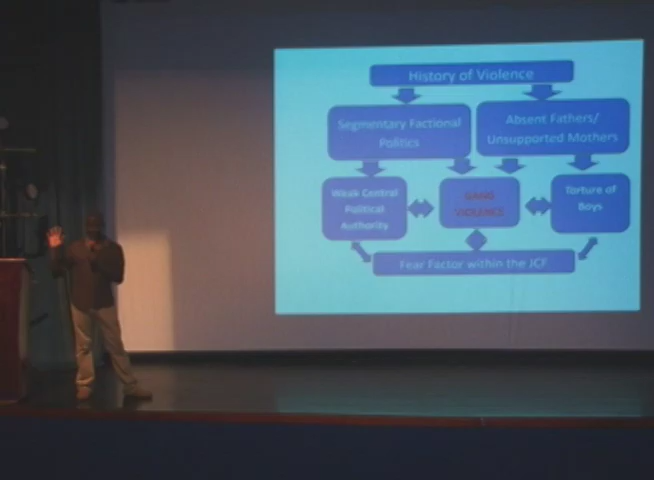 History of Violence
Segmentary Factional
Politics
Absent Fathers/
Unsupported Mothers
Weak Central
Political
Authority
GANG
VIOLENCE
Torture of
Boys
Fear Factor within the JCF